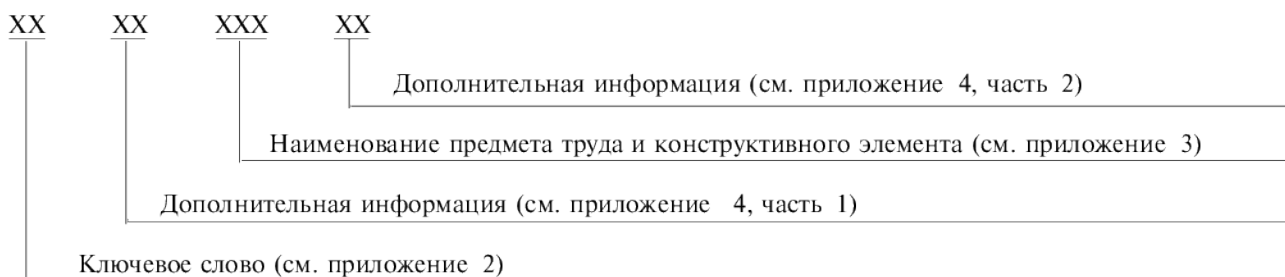 XX XX XXX XX
Дополнительная информация (см. приложение 4, часть 2)
Наименование предмета труда и конструктивного элемента (см. приложение 3)
Дополнительная информация (см. приложение 4, часть 1)
Ключевое слово (см. приложение 2)